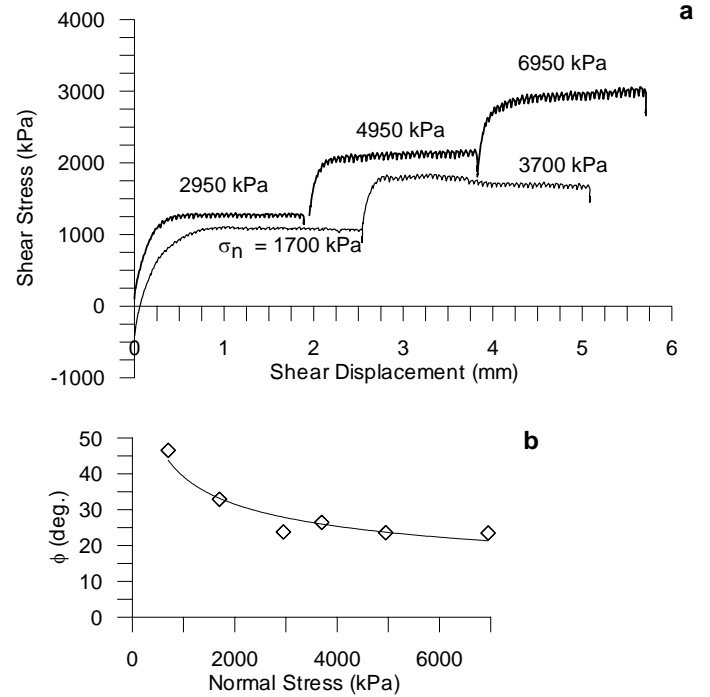 a
4000
3000
2000
1000
0
-1000
Shear Stress (kPa)
6950 kPa
4950 kPa
3700 kPa
2950 kPa
σn = 1700 kPa
0 1 2 3 4 5 6
Shear Displacement (mm)
b
50
40
30
20
10
0
ϕ (deg.)
0 2000 4000 6000
Normal Stress (kPa)